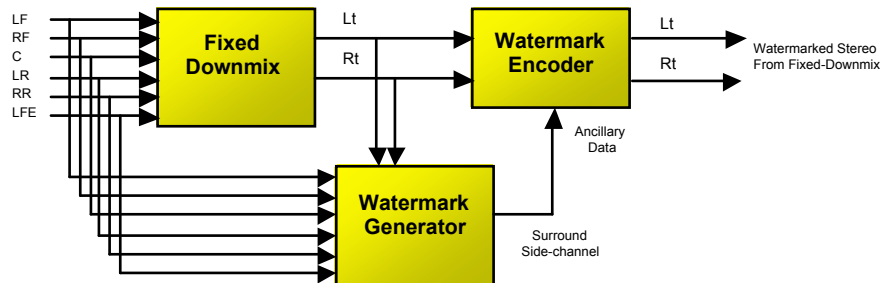 LF
RF
C
LR
RR
LFE
Fixed
Downmix
Lt
Rt
Watermark
Encoder
Lt
Rt
Watermarked Stereo
From Fixed-Downmix
Ancillary
Data
Watermark
Generator
Surround
Side-channel